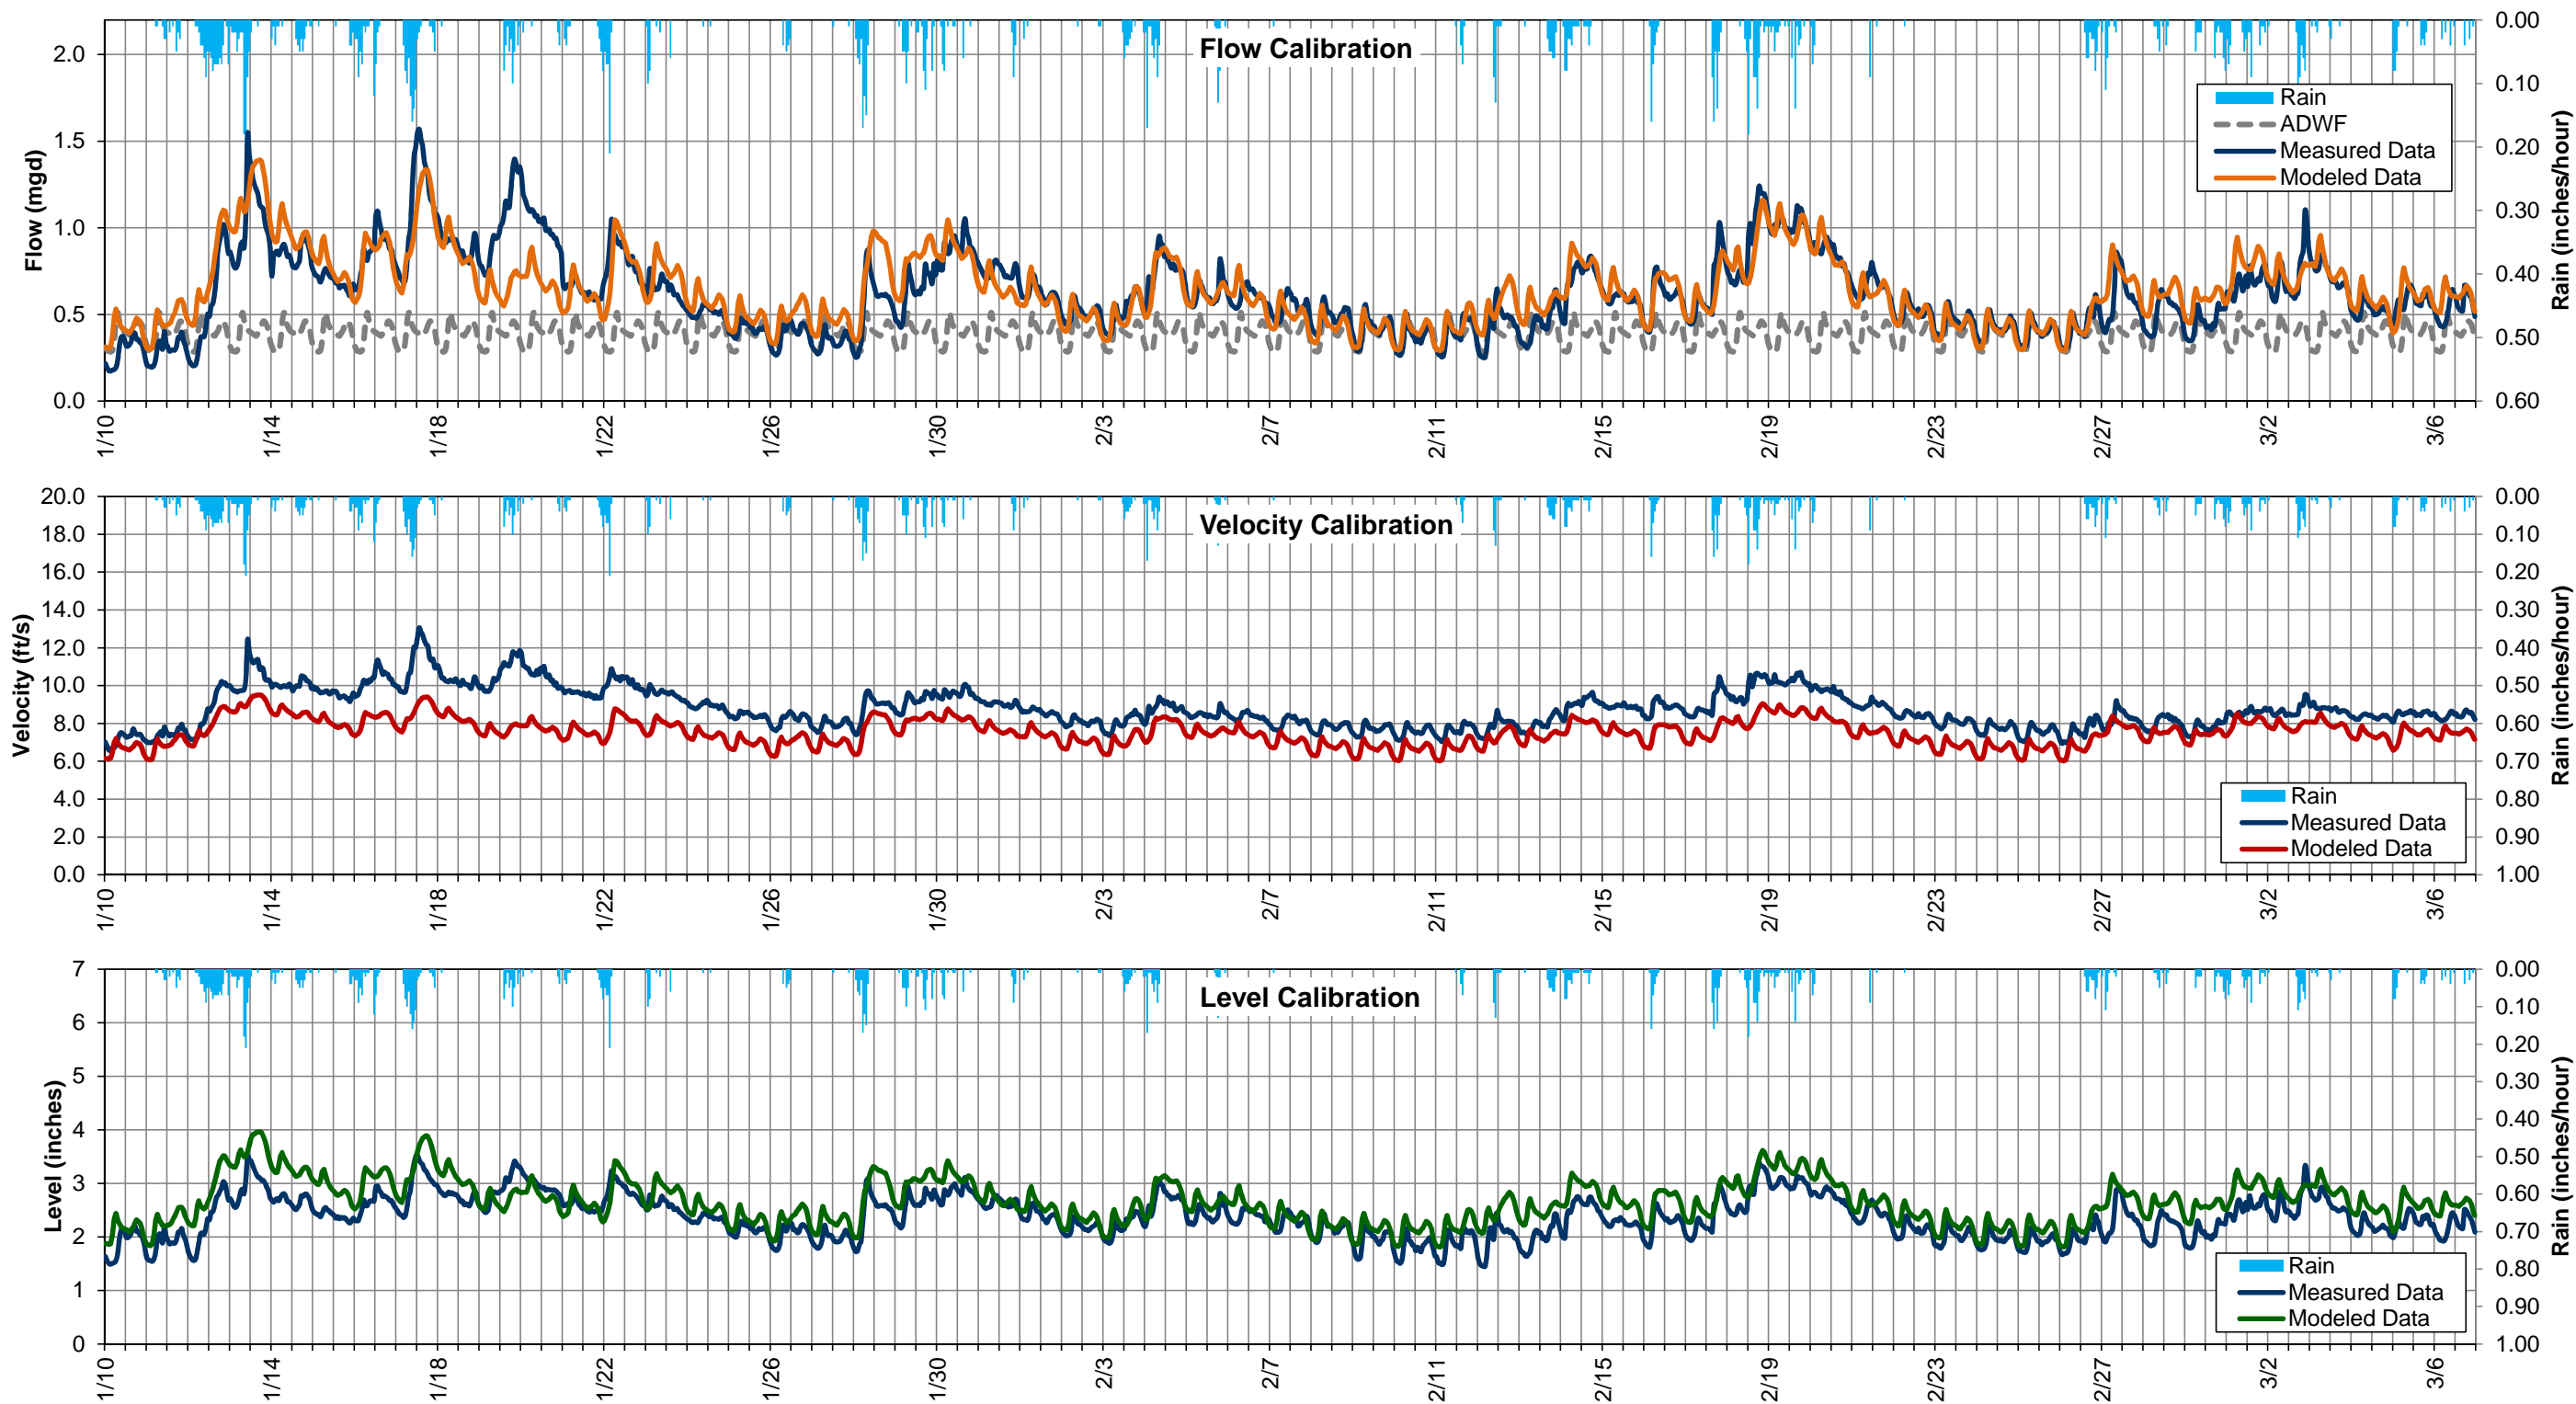 Flow Calibration
Flow (mgd)
2.0
1.5
1.0
0.5
0.0
0.00
0.10
0.20
0.30
0.40
0.50
0.60
Rain (inches/hour)
Rain
ADWF
Measured Data
Modeled Data
1/10 1/14 1/18 1/22 1/26 1/30 2/3 2/7 2/11 2/15 2/19 2/23 2/27 3/2 3/6
Velocity Calibration
Velocity (ft/s)
20.0
18.0
16.0
14.0
12.0
10.0
8.0
6.0
4.0
2.0
0.0
0.00
0.10
0.20
0.30
0.40
0.50
0.60
0.70
0.80
0.90
1.00
Rain (inches/hour)
Rain
Measured Data
Modeled Data
1/10 1/14 1/18 1/22 1/26 1/30 2/3 2/7 2/11 2/15 2/19 2/23 2/27 3/2 3/6
Level Calibration
Level (inches)
7
6
5
4
3
2
1
0
0.00
0.10
0.20
0.30
0.40
0.50
0.60
0.70
0.80
0.90
1.00
Rain (inches/hour)
Rain
Measured Data
Modeled Data
1/10 1/14 1/18 1/22 1/26 1/30 2/3 2/7 2/11 2/15 2/19 2/23 2/27 3/2 3/6